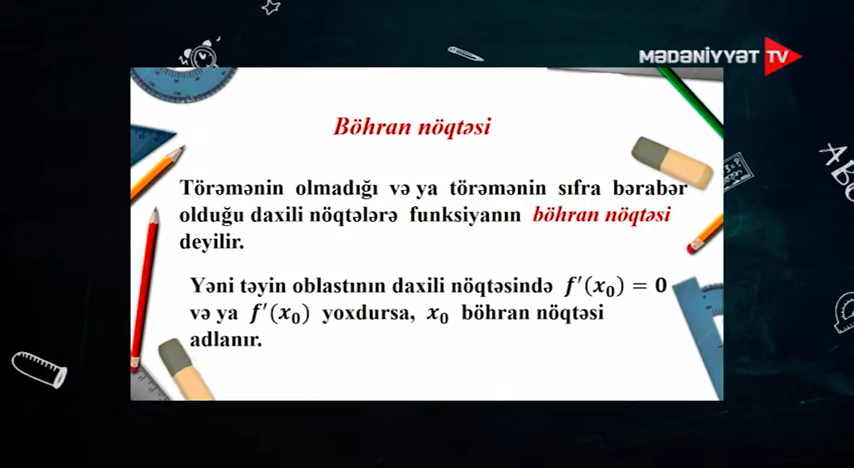 MƏDƏNİYYƏT TV
Böhran nöqtəsi
Törəmənin olmadığı və ya törəmənin sıfra bərabər
olduğu daxili nöqtələrə funksiyanın böhran nöqtəsi
deyilir.
Yəni təyin oblastının daxili nöqtəsində f′(x₀) = 0
və ya f′(x₀) yoxdursa, x₀ böhran nöqtəsi
adlanır.
ABC